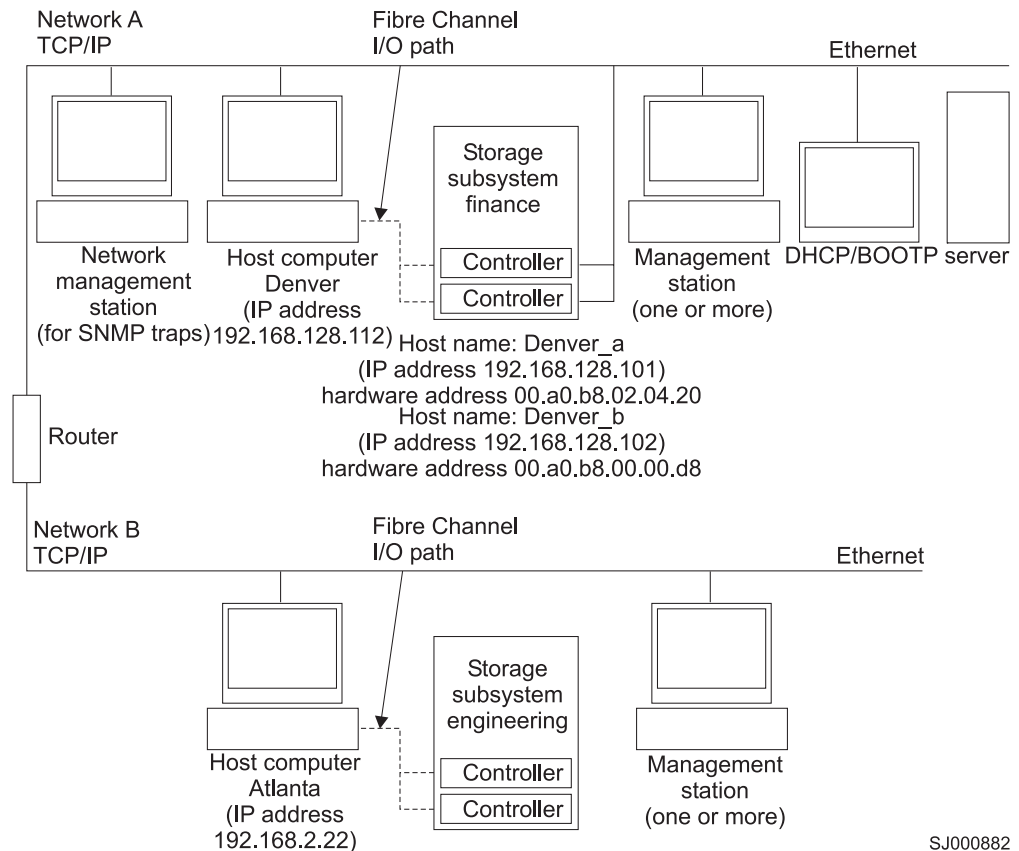 Network A
TCP/IP
Fibre Channel
I/O path
Ethernet
Storage
subsystem
finance
Controller
Controller
Network
management
station
(for SNMP traps)
Host computer
Denver
(IP address
192.168.128.112)
Management
station
(one or more)
DHCP/BOOTP server
Host name: Denver_a
(IP address 192.168.128.101)
hardware address 00.a0.b8.02.04.20
Host name: Denver_b
(IP address 192.168.128.102)
hardware address 00.a0.b8.00.00.d8
Router
Network B
TCP/IP
Fibre Channel
I/O path
Ethernet
Storage
subsystem
engineering
Controller
Controller
Host computer
Atlanta
(IP address
192.168.2.22)
Management
station
(one or more)
SJ000882